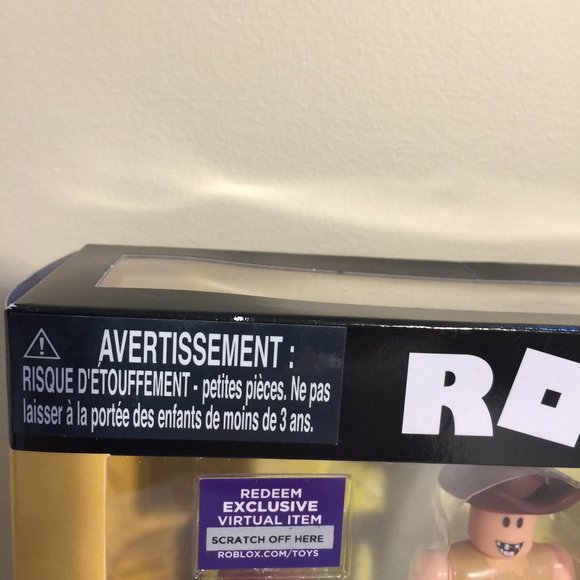 AVERTISSEMENT :
RISQUE D'ETOUFFEMENT - petites pièces. Ne pas
laisser à la portée des enfants de moins de 3 ans.
RO
REDEEM
EXCLUSIVE
VIRTUAL ITEM
SCRATCH OFF HERE
ROBLOX.COM/TOYS